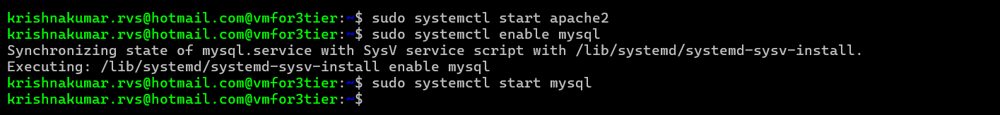 krishnakumar.rvs@hotmail.com@vmfor3tier:~$ sudo systemctl start apache2
krishnakumar.rvs@hotmail.com@vmfor3tier:~$ sudo systemctl enable mysql
Synchronizing state of mysql.service with SysV service script with /lib/systemd/systemd-sysv-install.
Executing: /lib/systemd/systemd-sysv-install enable mysql
krishnakumar.rvs@hotmail.com@vmfor3tier:~$ sudo systemctl start mysql
krishnakumar.rvs@hotmail.com@vmfor3tier:~$